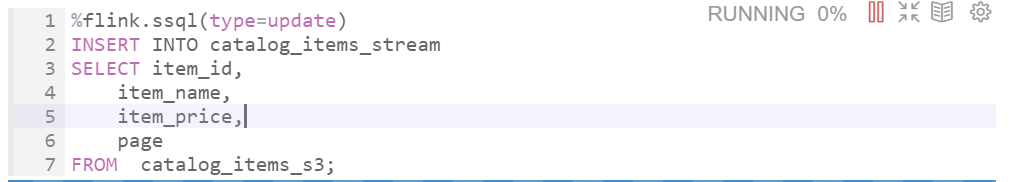 RUNNING 0%
1 %flink.ssql(type=update)
2 INSERT INTO catalog_items_stream
3 SELECT item_id,
4 item_name,
5 item_price,
6 page
7 FROM catalog_items_s3;